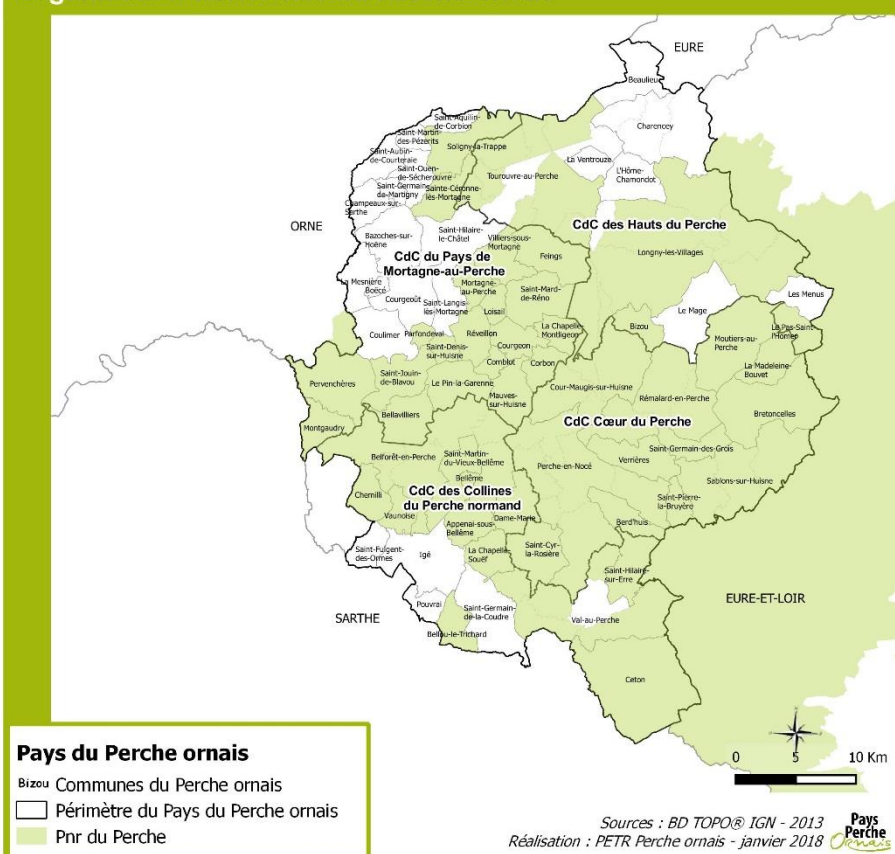 EURE
Beaulieu
Charencey
Saint-Aquilin-
de-Corbion
Saint-Martin-
des-Pézerits
Soligny-la-Trappe
Saint-Aubin-
de-Courteraie
La Ventrouze
Saint-Ouen-
de-Sécherouvre
Tourouvre-au-Perche
L'Hôme-
Chamondot
Saint-Germain-
de-Martigny
Sainte-Céronne-
lès-Mortagne
Champeaux-sur-
Sarthe
ORNE
CdC des Hauts du Perche
Bazoches-sur-
Hoëne
Saint-Hilaire-
le-Châtel
Villiers-sous-
Mortagne
CdC du Pays de
Mortagne-au-Perche
Feings
Longny-les-Villages
La Mesnière
Boëcé
Mortagne-
au-Perche
Saint-Mard-
de-Réno
Les Menus
Courgeoût
Saint-Langis-
lès-Mortagne
Loisail
Le Mage
Coulimer
Parfondeval
Réveillon
La Chapelle-
Montligeon
Bizou
Moutiers-au-
Perche
Le Pas-Saint-
l'Homer
Saint-Denis-
sur-Huisne
Courgeon
Comblot
Corbon
La Madeleine-
Bouvet
Pervenchères
Saint-Jouin-
de-Blavou
Le Pin-la-Garenne
Mauves-
sur-Huisne
Cour-Maugis-sur-Huisne
Rémalard-en-Perche
Bellavilliers
Bretoncelles
Montgaudry
CdC Cœur du Perche
Belforêt-en-Perche
Saint-Martin-
du-Vieux-Bellême
Saint-Germain-des-Grois
Verrières
Perche-en-Nocé
Bellême
Chemilli
CdC des Collines
du Perche normand
Sablons-sur-Huisne
Vaunoise
Saint-Pierre-
la-Bruyère
Appenai-sous-
Bellême
Dame-Marie
Berd'huis
Saint-Fulgent-
des-Ormes
Igé
La Chapelle-
Souëf
Saint-Cyr-
la-Rosière
Saint-Hilaire-
sur-Erre
EURE-ET-LOIR
SARTHE
Pouvrai
Saint-Germain-
de-la-Coudre
Val-au-Perche
Bellou-le-Trichard
Ceton
Pays du Perche ornais
Bizou Communes du Perche ornais
Périmètre du Pays du Perche ornais
Pnr du Perche
0 5 10 Km
Sources : BD TOPO® IGN - 2013
Réalisation : PETR Perche ornais - janvier 2018
Pays
Perche
Ornais